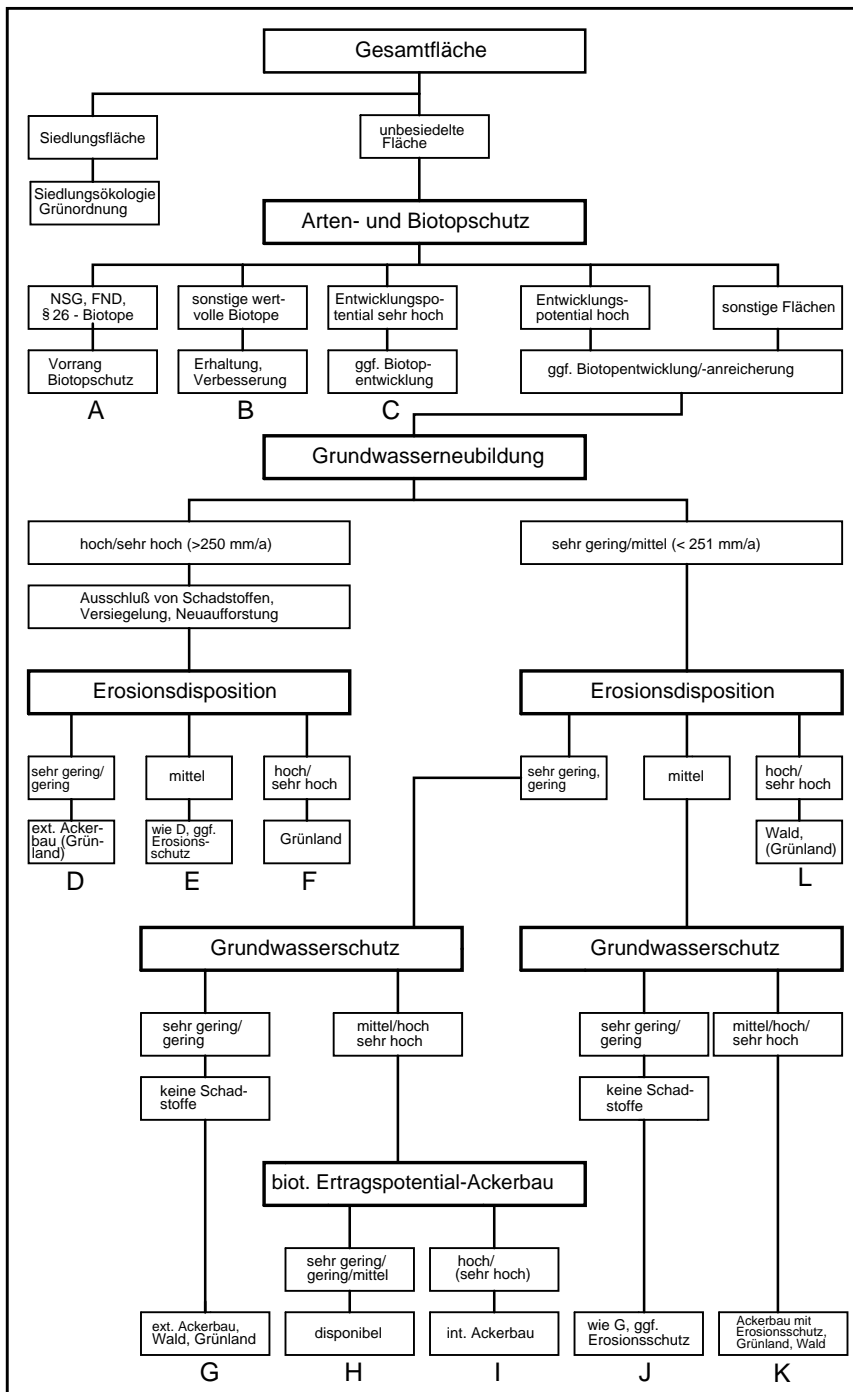 Gesamtfläche
Siedlungsfläche
unbesiedelte
Fläche
Siedlungsökologie
Grünordnung
Arten- und Biotopschutz
NSG, FND,
§ 26 - Biotope
sonstige wert-
volle Biotope
Entwicklungspo-
tential sehr hoch
Entwicklungs-
potential hoch
sonstige Flächen
Vorrang
Biotopschutz
Erhaltung,
Verbesserung
ggf. Biotop-
entwicklung
ggf. Biotopentwicklung/-anreicherung
A
B
C
Grundwasserneubildung
hoch/sehr hoch (>250 mm/a)
sehr gering/mittel (< 251 mm/a)
Ausschluß von Schadstoffen,
Versiegelung, Neuaufforstung
Erosionsdisposition
Erosionsdisposition
sehr gering/
gering
mittel
hoch/
sehr hoch
sehr gering,
gering
mittel
hoch/
sehr hoch
ext. Acker-
bau (Grün-
land)
wie D, ggf.
Erosions-
schutz
Grünland
Wald,
(Grünland)
D
E
F
L
Grundwasserschutz
Grundwasserschutz
sehr gering/
gering
mittel/hoch
sehr hoch
sehr gering/
gering
mittel/hoch/
sehr hoch
keine Schad-
stoffe
keine Schad-
stoffe
biot. Ertragspotential-Ackerbau
sehr gering/
gering/mittel
hoch/
(sehr hoch)
ext. Ackerbau,
Wald, Grünland
disponibel
int. Ackerbau
wie G, ggf.
Erosionsschutz
Ackerbau mit
Erosionsschutz,
Grünland, Wald
G
H
I
J
K